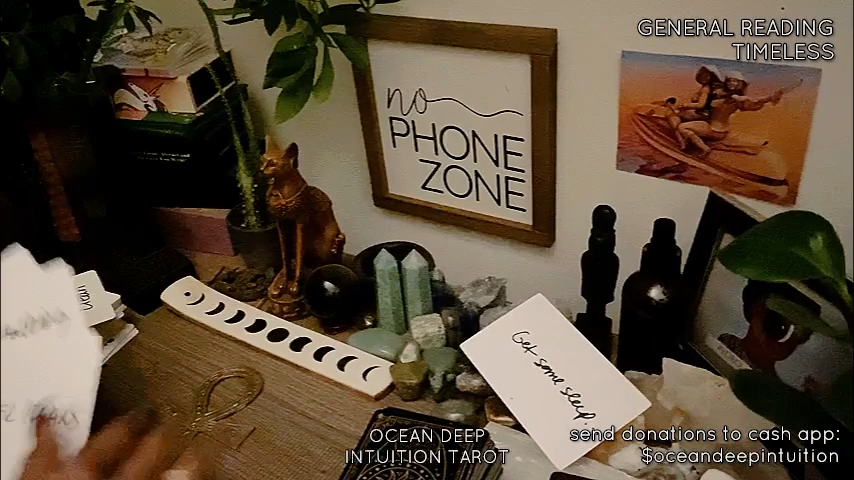 GENERAL READING
TIMELESS
no
PHONE
ZONE
Get some sleep.
OCEAN DEEP
INTUITION TAROT
send donations to cash app:
$oceandeepintuition